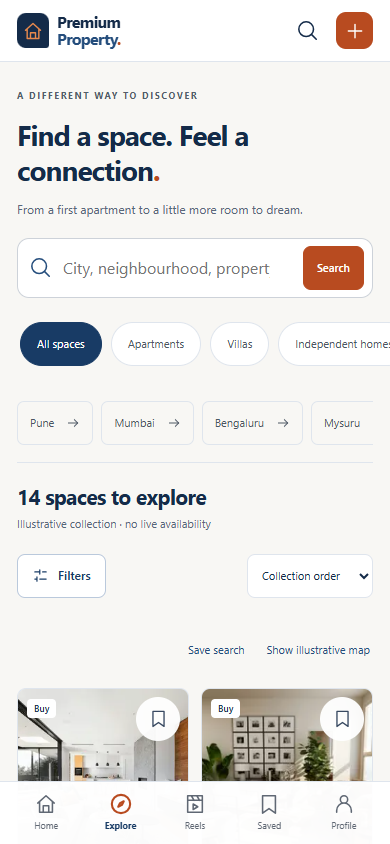 Premium
Property.
A DIFFERENT WAY TO DISCOVER
Find a space. Feel a
connection.
From a first apartment to a little more room to dream.
City, neighbourhood, propert
Search
All spaces
Apartments
Villas
Independent homes
Pune →
Mumbai →
Bengaluru →
Mysuru
14 spaces to explore
Illustrative collection · no live availability
Filters
Collection order
Save search
Show illustrative map
Buy
Buy
Home
Explore
Reels
Saved
Profile